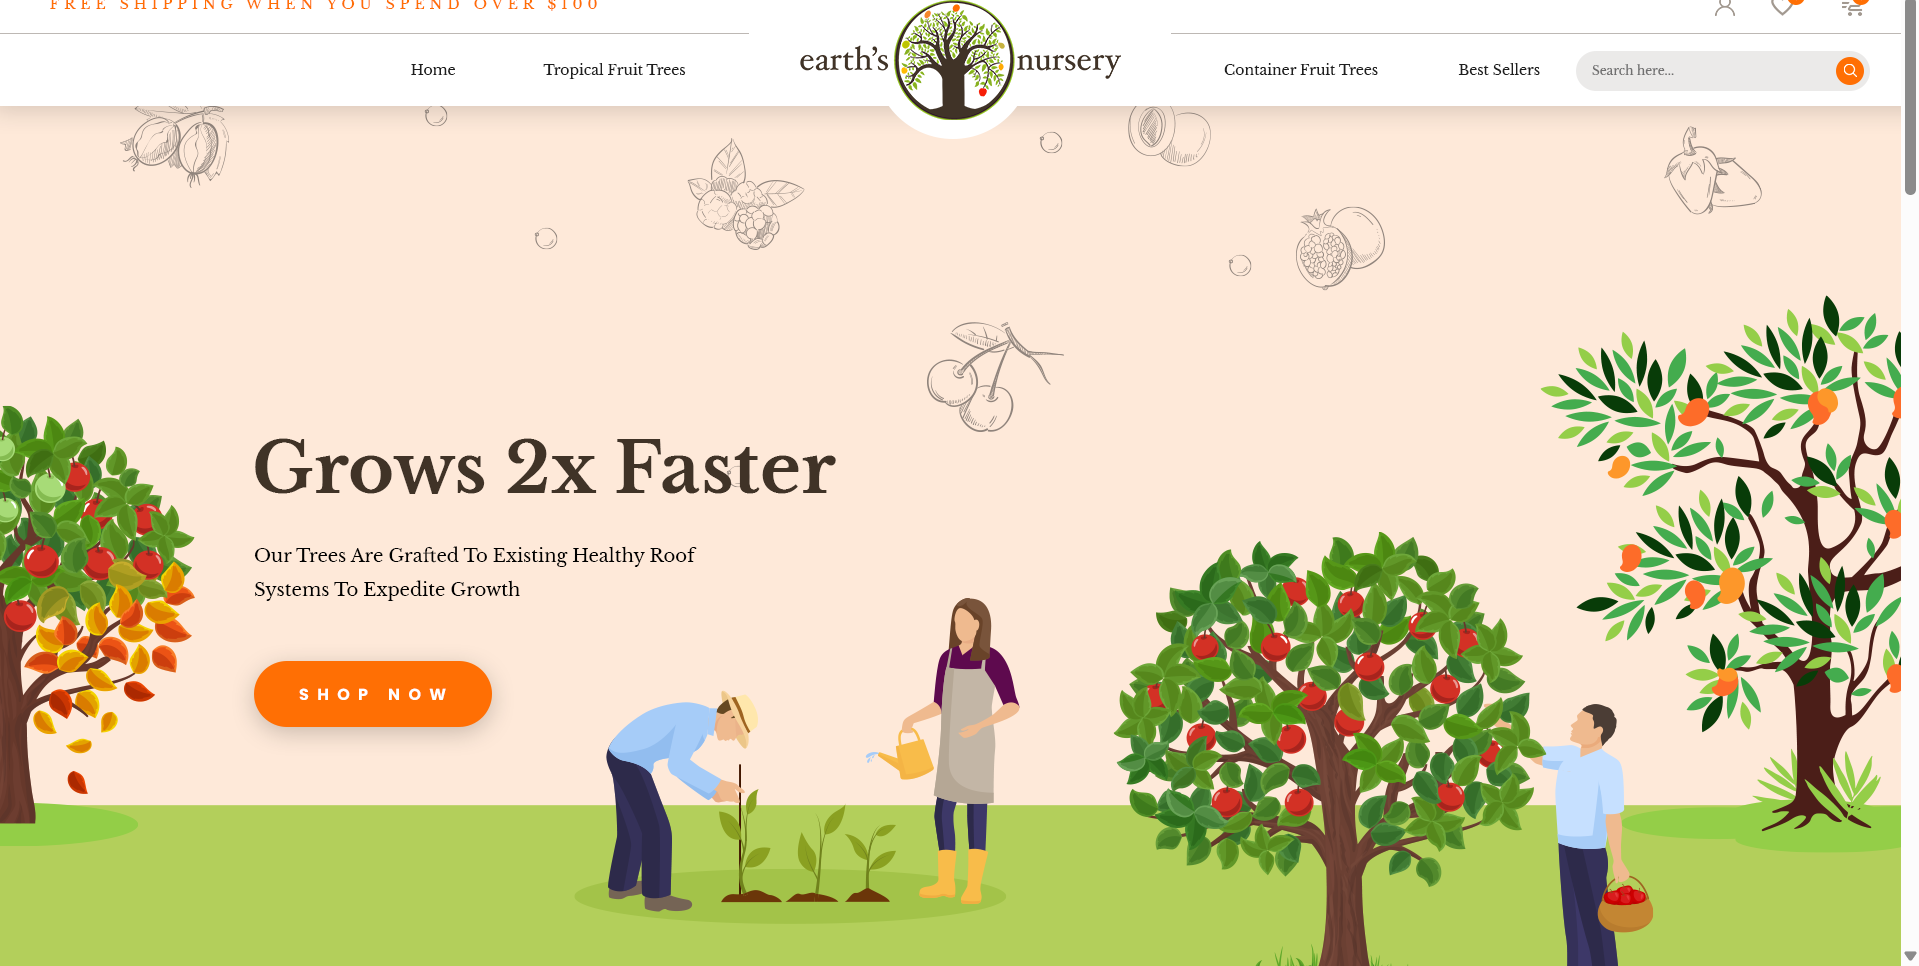 FREE SHIPPING WHEN YOU SPEND OVER $100
Home
Tropical Fruit Trees
earth's nursery
Container Fruit Trees
Best Sellers
Search here...
Grows 2x Faster
Our Trees Are Grafted To Existing Healthy Roof
Systems To Expedite Growth
SHOP NOW